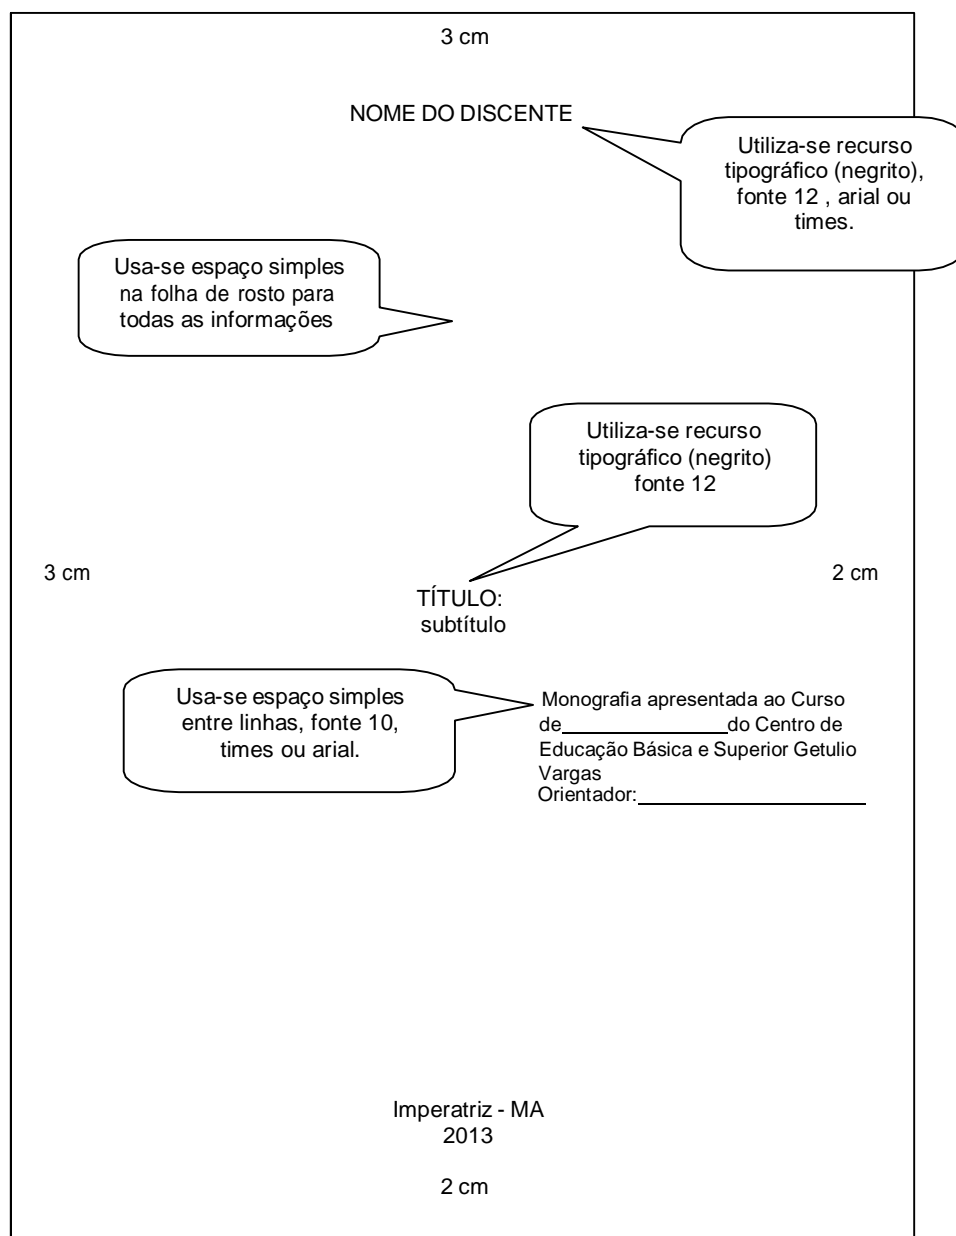 3 cm
NOME DO DISCENTE
Utiliza-se recurso
tipográfico (negrito),
fonte 12 , arial ou
times.
Usa-se espaço simples
na folha de rosto para
todas as informações
Utiliza-se recurso
tipográfico (negrito)
fonte 12
3 cm
2 cm
TÍTULO:
subtítulo
Usa-se espaço simples
entre linhas, fonte 10,
times ou arial.
Monografia apresentada ao Curso
de_______________do Centro de
Educação Básica e Superior Getulio
Vargas
Orientador:____________________
Imperatriz - MA
2013
2 cm